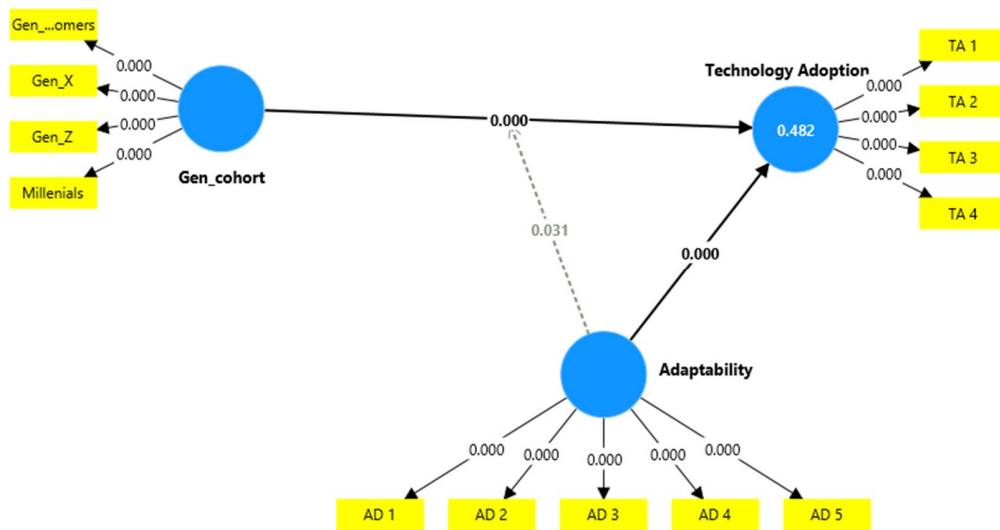 Gen_...omers
0.000
Gen_X
0.000
Gen_Z
0.000
Millenials
0.000
Gen_cohort
0.000
Technology Adoption
0.482
TA 1
0.000
TA 2
0.000
TA 3
0.000
TA 4
0.000
0.031
0.000
Adaptability
0.000
0.000
0.000
0.000
0.000
AD 1
AD 2
AD 3
AD 4
AD 5